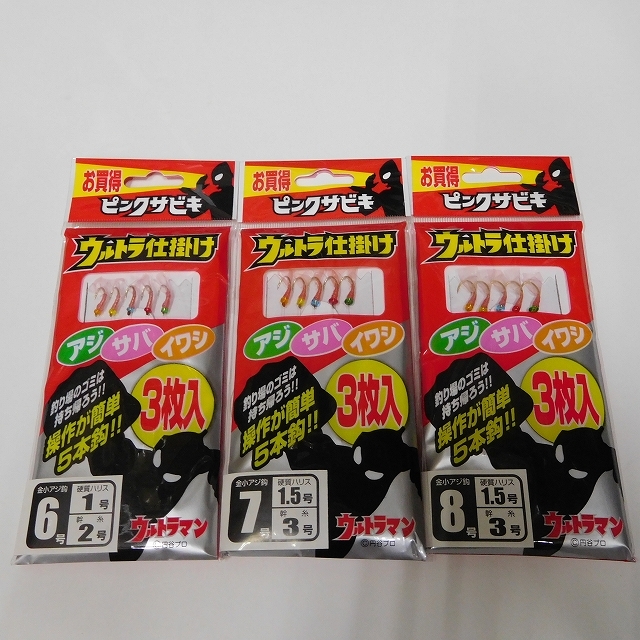 お買得
ピンクサビキ
ウルトラ仕掛け
アジ
サバ
イワシ
釣り場のゴミは
持ち帰ろう!!
操作が簡単
5本鈎!!
3枚入
金小アジ鈎
6号
硬質ハリス
1号
幹糸
2号
ウルトラマン
©円谷プロ
お買得
ピンクサビキ
ウルトラ仕掛け
アジ
サバ
イワシ
釣り場のゴミは
持ち帰ろう!!
操作が簡単
5本鈎!!
3枚入
金小アジ鈎
7号
硬質ハリス
1.5号
幹糸
3号
ウルトラマン
©円谷プロ
お買得
ピンクサビキ
ウルトラ仕掛け
アジ
サバ
イワシ
釣り場のゴミは
持ち帰ろう!!
操作が簡単
5本鈎!!
3枚入
金小アジ鈎
8号
硬質ハリス
1.5号
幹糸
3号
ウルトラマン
©円谷プロ